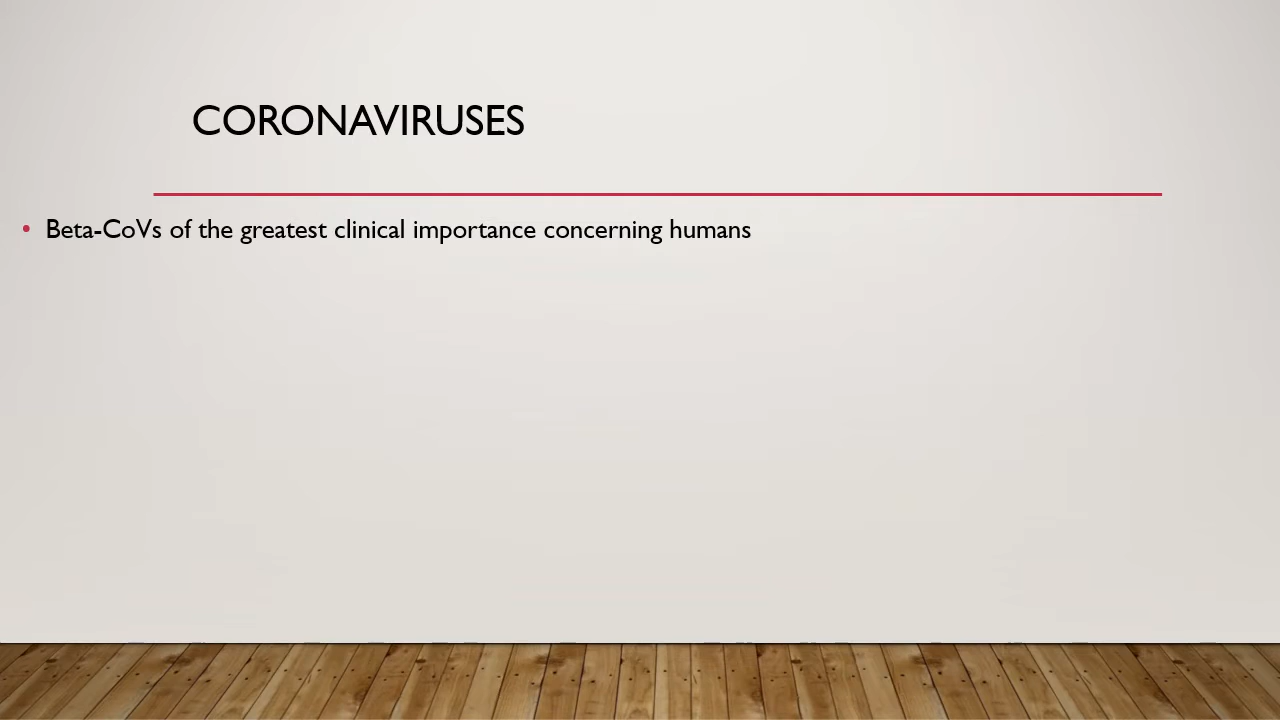 CORONAVIRUSES
• Beta-CoVs of the greatest clinical importance concerning humans